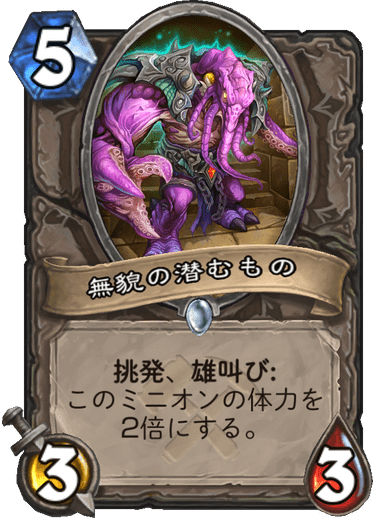 5
無貌の潜むもの
挑発、雄叫び:
このミニオンの体力を
2倍にする。
3
3